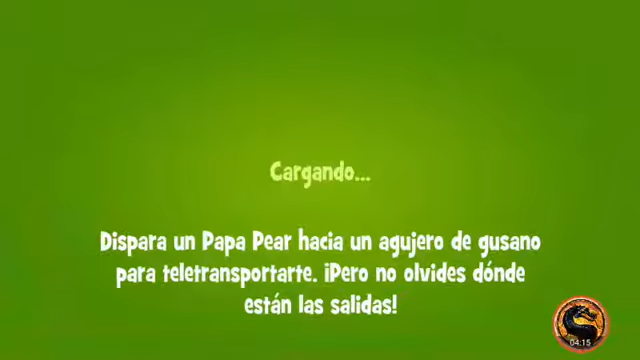 Cargando...
Dispara un Papa Pear hacia un agujero de gusano
para teletransportarte. ¡Pero no olvides dónde
están las salidas!
04:15